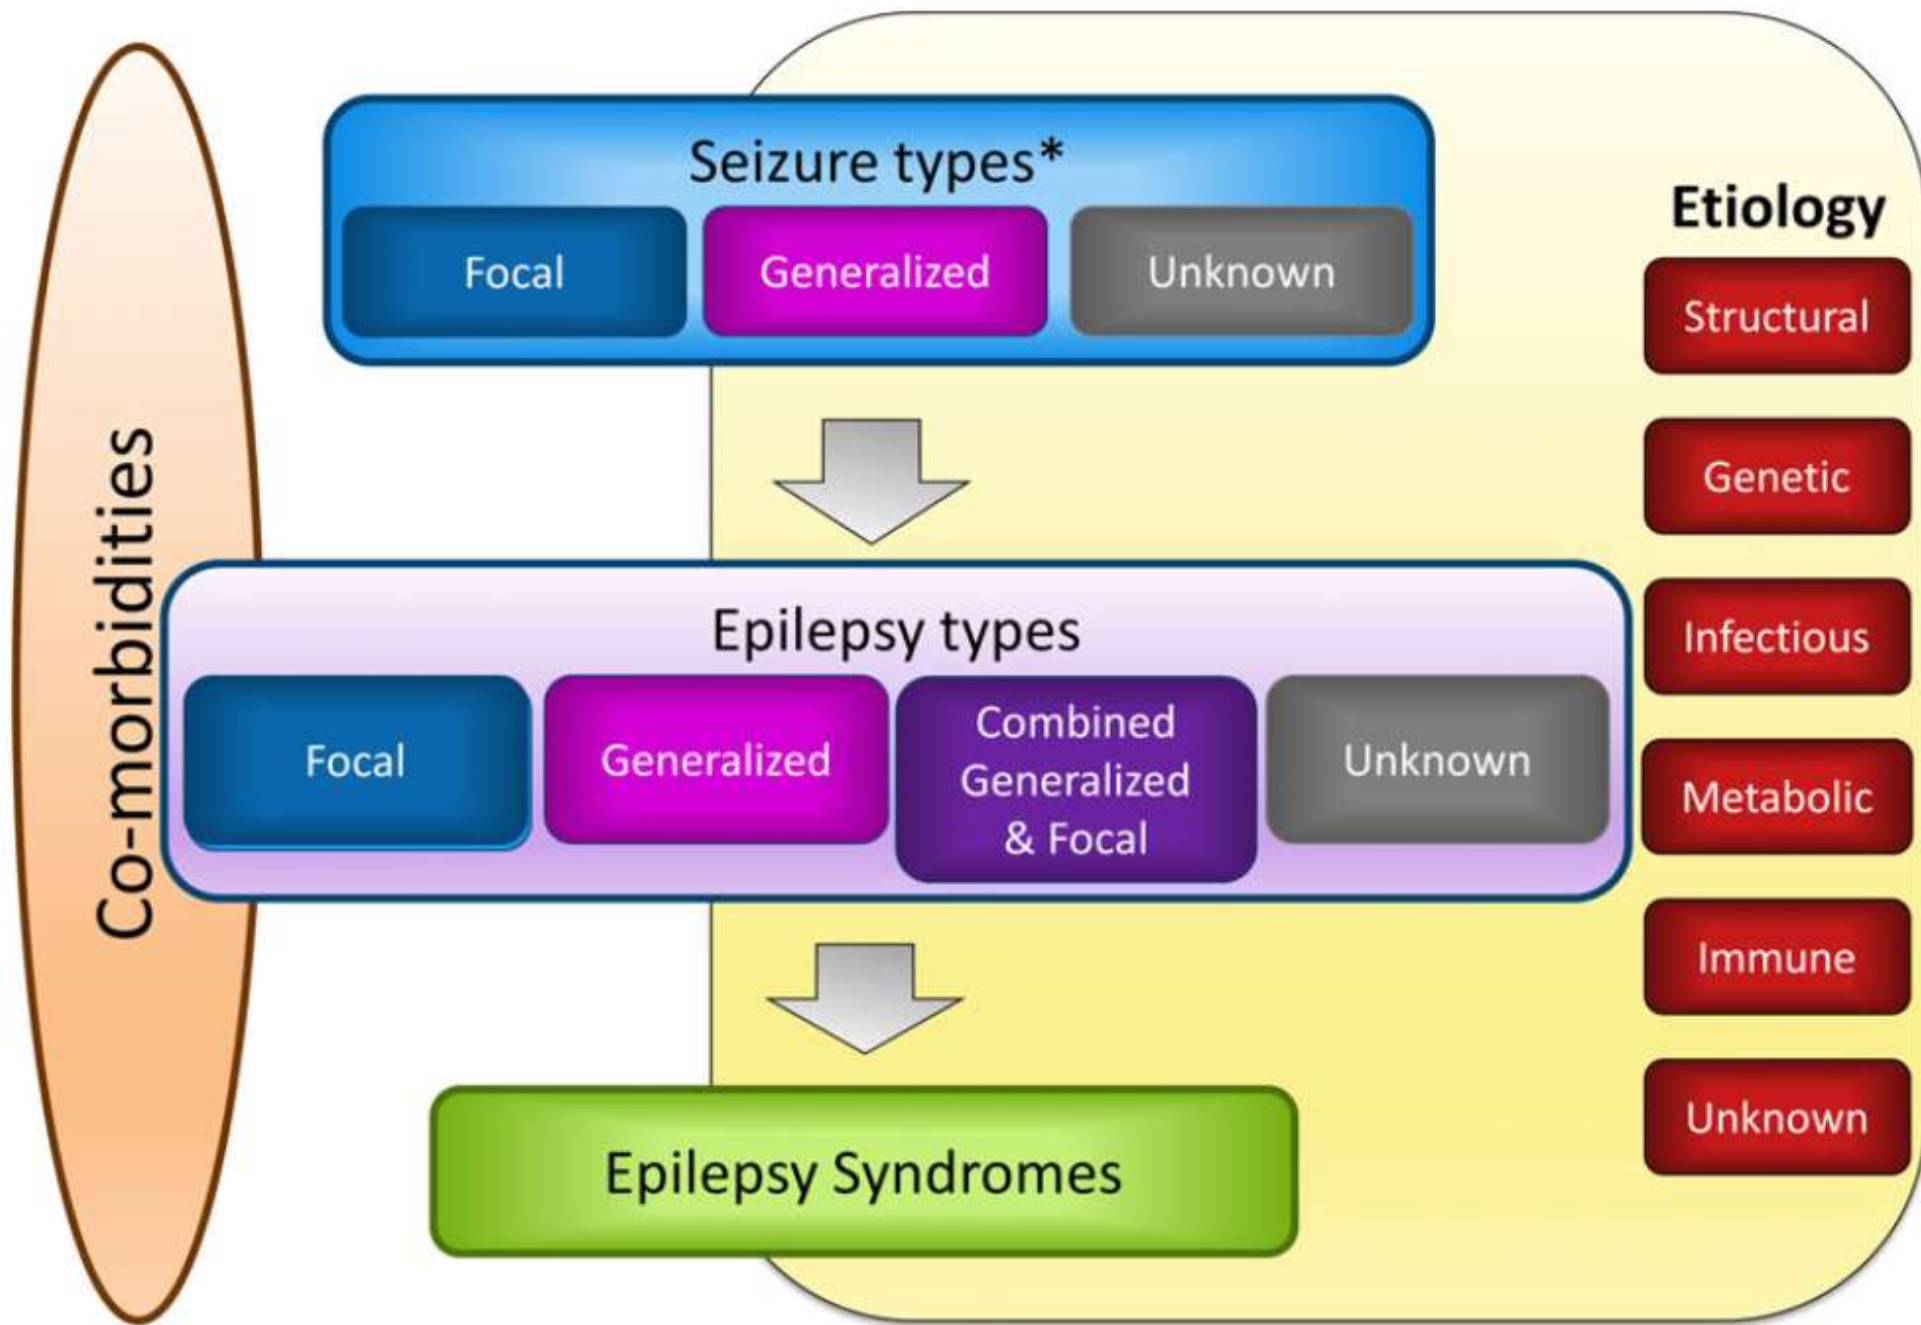 Co-morbidities
Seizure types*
Focal
Generalized
Unknown
Epilepsy types
Focal
Generalized
Combined
Generalized
& Focal
Unknown
Epilepsy Syndromes
Etiology
Structural
Genetic
Infectious
Metabolic
Immune
Unknown